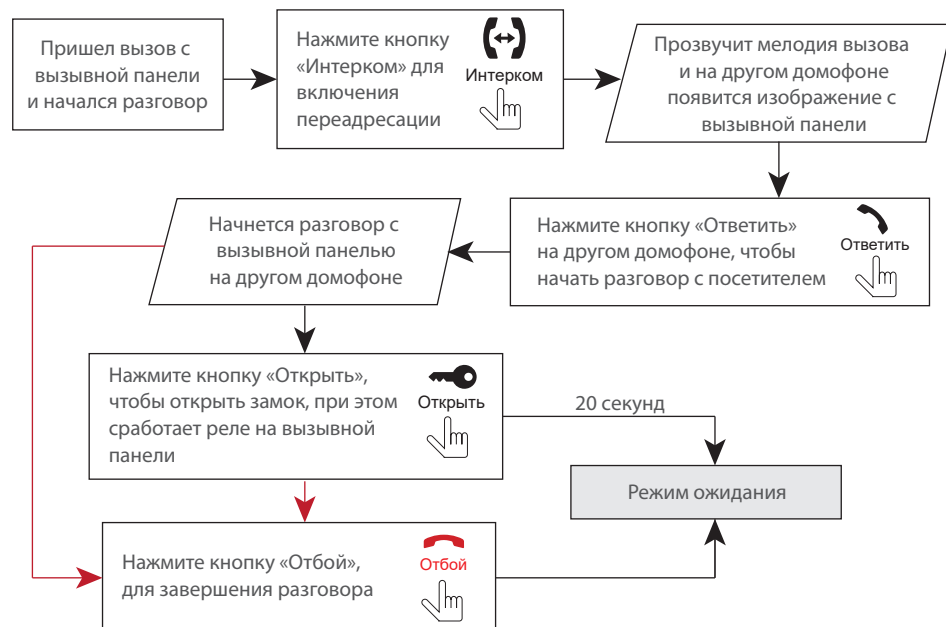 Пришел вызов с
вызывной панели
и начался разговор
Нажмите кнопку
«Интерком» для
включения
переадресации
Интерком
Прозвучит мелодия вызова
и на другом домофоне
появится изображение с
вызывной панели
Начнется разговор с
вызывной панелью
на другом домофоне
Нажмите кнопку «Ответить»
на другом домофоне, чтобы
начать разговор с посетителем
Ответить
Нажмите кнопку «Открыть»,
чтобы открыть замок, при этом
сработает реле на вызывной
панели
Открыть
20 секунд
Режим ожидания
Нажмите кнопку «Отбой»,
для завершения разговора
Отбой